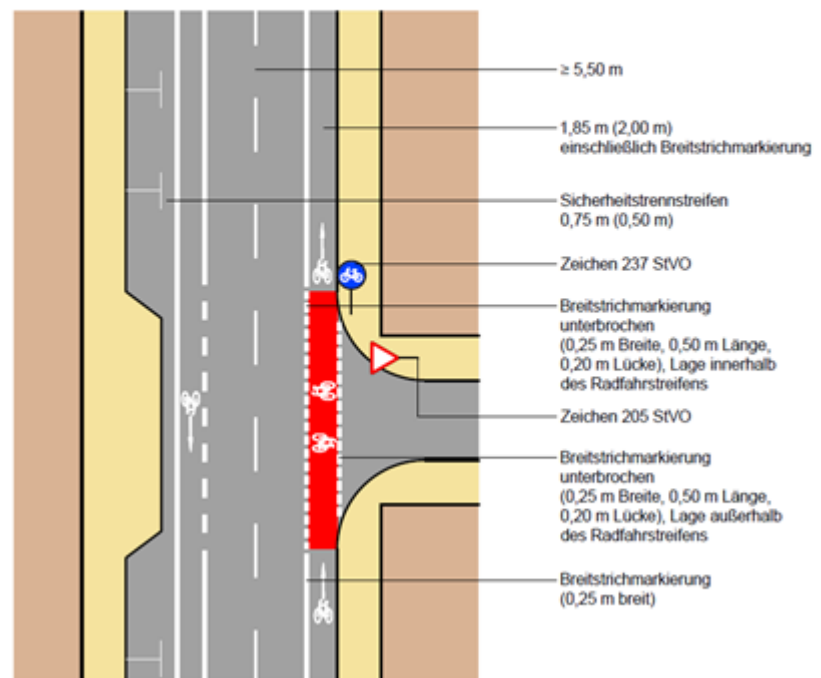 ≥ 5,50 m
1,85 m (2,00 m)
einschließlich Breitstrichmarkierung
Sicherheitstrennstreifen
0,75 m (0,50 m)
Zeichen 237 StVO
Breitstrichmarkierung
unterbrochen
(0,25 m Breite, 0,50 m Länge,
0,20 m Lücke), Lage innerhalb
des Radfahrstreifens
Zeichen 205 StVO
Breitstrichmarkierung
unterbrochen
(0,25 m Breite, 0,50 m Länge,
0,20 m Lücke), Lage außerhalb
des Radfahrstreifens
Breitstrichmarkierung
(0,25 m breit)